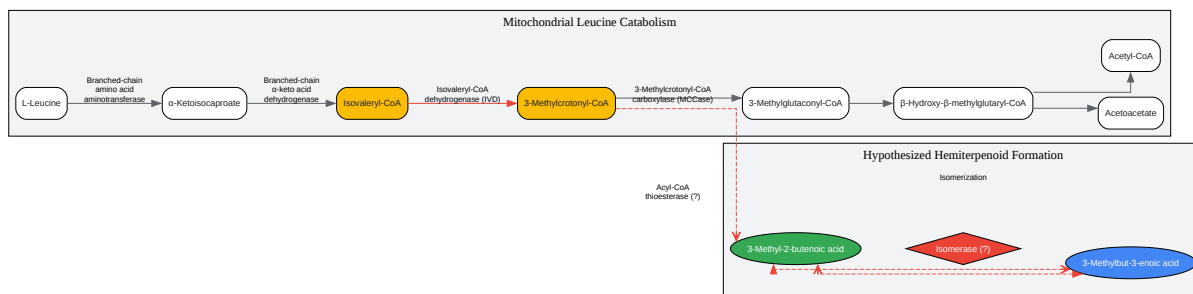 Mitochondrial Leucine Catabolism
L-Leucine
Branched-chain
amino acid
aminotransferase
α-Ketoisocaproate
Branched-chain
α-keto acid
dehydrogenase
Isovaleryl-CoA
Isovaleryl-CoA
dehydrogenase (IVD)
3-Methylcrotonyl-CoA
3-Methylcrotonyl-CoA
carboxylase (MCCase)
3-Methylglutaconyl-CoA
β-Hydroxy-β-methylglutaryl-CoA
Acetyl-CoA
Acetoacetate
Hypothesized Hemiterpenoid Formation
Isomerization
Acyl-CoA
thioesterase (?)
3-Methyl-2-butenoic acid
Isomerase (?)
3-Methylbut-3-enoic acid